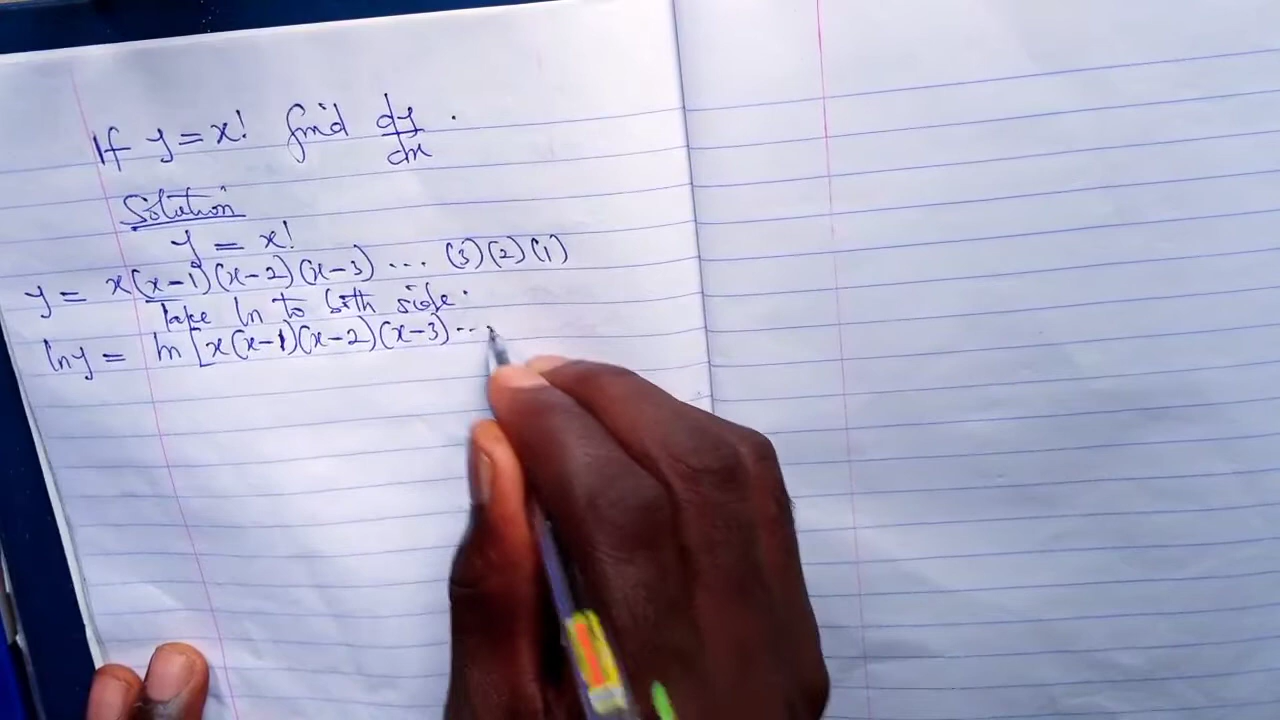 If y = x! find dy/dx .
Solution
y = x!
y = x(x-1)(x-2)(x-3) ... (3)(2)(1)
Take ln to both side.
ln y = ln [x(x-1)(x-2)(x-3) ...